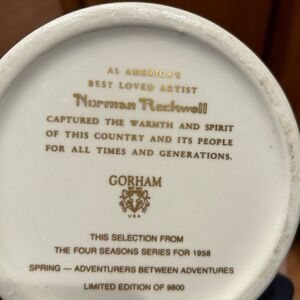 AS AMERICA'S
BEST LOVED ARTIST
Norman Rockwell
CAPTURED THE WARMTH AND SPIRIT
OF THIS COUNTRY AND ITS PEOPLE
FOR ALL TIMES AND GENERATIONS.
GORHAM
USA
THIS SELECTION FROM
THE FOUR SEASONS SERIES FOR 1958
SPRING — ADVENTURERS BETWEEN ADVENTURES
LIMITED EDITION OF 9800